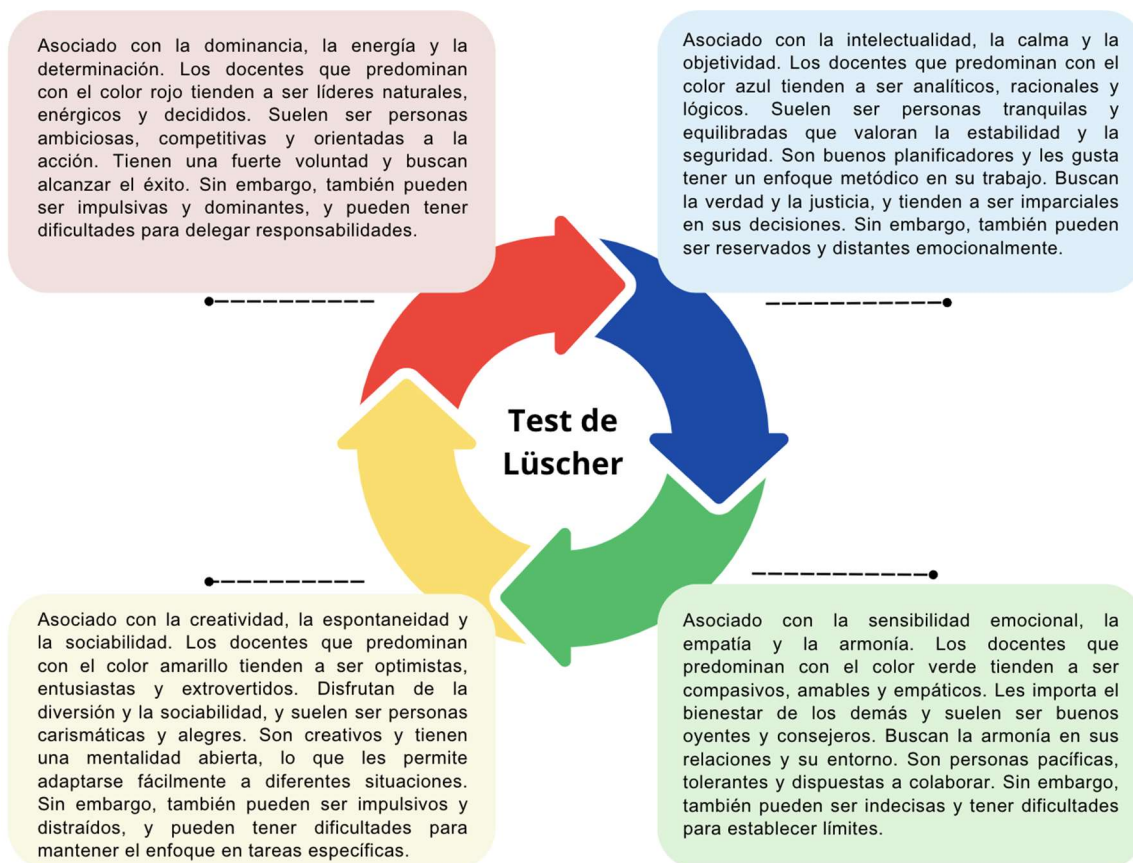 Asociado con la dominancia, la energía y la
determinación. Los docentes que predominan
con el color rojo tienden a ser líderes naturales,
enérgicos y decididos. Suelen ser personas
ambiciosas, competitivas y orientadas a la
acción. Tienen una fuerte voluntad y buscan
alcanzar el éxito. Sin embargo, también pueden
ser impulsivas y dominantes, y pueden tener
dificultades para delegar responsabilidades.
Asociado con la intelectualidad, la calma y la
objetividad. Los docentes que predominan con el
color azul tienden a ser analíticos, racionales y
lógicos. Suelen ser personas tranquilas y
equilibradas que valoran la estabilidad y la
seguridad. Son buenos planificadores y les gusta
tener un enfoque metódico en su trabajo. Buscan
la verdad y la justicia, y tienden a ser imparciales
en sus decisiones. Sin embargo, también pueden
ser reservados y distantes emocionalmente.
Test de
Lüscher
Asociado con la creatividad, la espontaneidad y
la sociabilidad. Los docentes que predominan
con el color amarillo tienden a ser optimistas,
entusiastas y extrovertidos. Disfrutan de la
diversión y la sociabilidad, y suelen ser personas
carismáticas y alegres. Son creativos y tienen
una mentalidad abierta, lo que les permite
adaptarse fácilmente a diferentes situaciones.
Sin embargo, también pueden ser impulsivos y
distraídos, y pueden tener dificultades para
mantener el enfoque en tareas específicas.
Asociado con la sensibilidad emocional, la
empatía y la armonía. Los docentes que
predominan con el color verde tienden a ser
compasivos, amables y empáticos. Les importa el
bienestar de los demás y suelen ser buenos
oyentes y consejeros. Buscan la armonía en sus
relaciones y su entorno. Son personas pacíficas,
tolerantes y dispuestas a colaborar. Sin embargo,
también pueden ser indecisas y tener dificultades
para establecer límites.